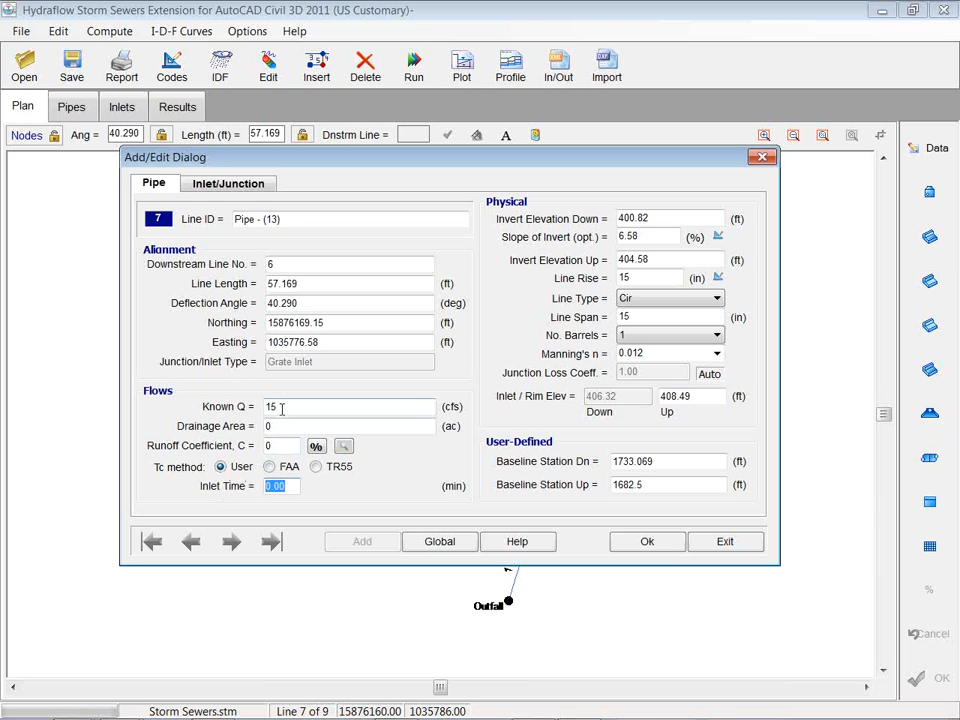 Hydraflow Storm Sewers Extension for AutoCAD Civil 3D 2011 (US Customary)-
File Edit Compute I-D-F Curves Options Help
Open Save Report Codes IDF Edit Insert Delete Run Plot Profile In/Out Import
Plan Pipes Inlets Results
Nodes Ang = 40.290 Length (ft) = 57.169 Dnstrm Line = A
Data
Add/Edit Dialog
Pipe Inlet/Junction
7 Line ID = Pipe - (13)
Alignment
Downstream Line No. = 6
Line Length = 57.169 (ft)
Deflection Angle = 40.290 (deg)
Northing = 15876169.15 (ft)
Easting = 1035776.58 (ft)
Junction/Inlet Type = Grate Inlet
Flows
Known Q = 15 (cfs)
Drainage Area = 0 (ac)
Runoff Coefficient, C = 0 %
Tc method: User FAA TR55
Inlet Time = 0.00 (min)
Physical
Invert Elevation Down = 400.82 (ft)
Slope of Invert (opt.) = 6.58 (%)
Invert Elevation Up = 404.58 (ft)
Line Rise = 15 (in)
Line Type = Cir
Line Span = 15 (in)
No. Barrels = 1
Manning's n = 0.012
Junction Loss Coeff. = 1.00 Auto
Inlet / Rim Elev = 406.32 408.49 (ft)
Down Up
User-Defined
Baseline Station Dn = 1733.069 (ft)
Baseline Station Up = 1682.5 (ft)
Add Global Help Ok Exit
Outfall
%
Cancel
OK
Storm Sewers.stm Line 7 of 9 15876160.00 1035786.00